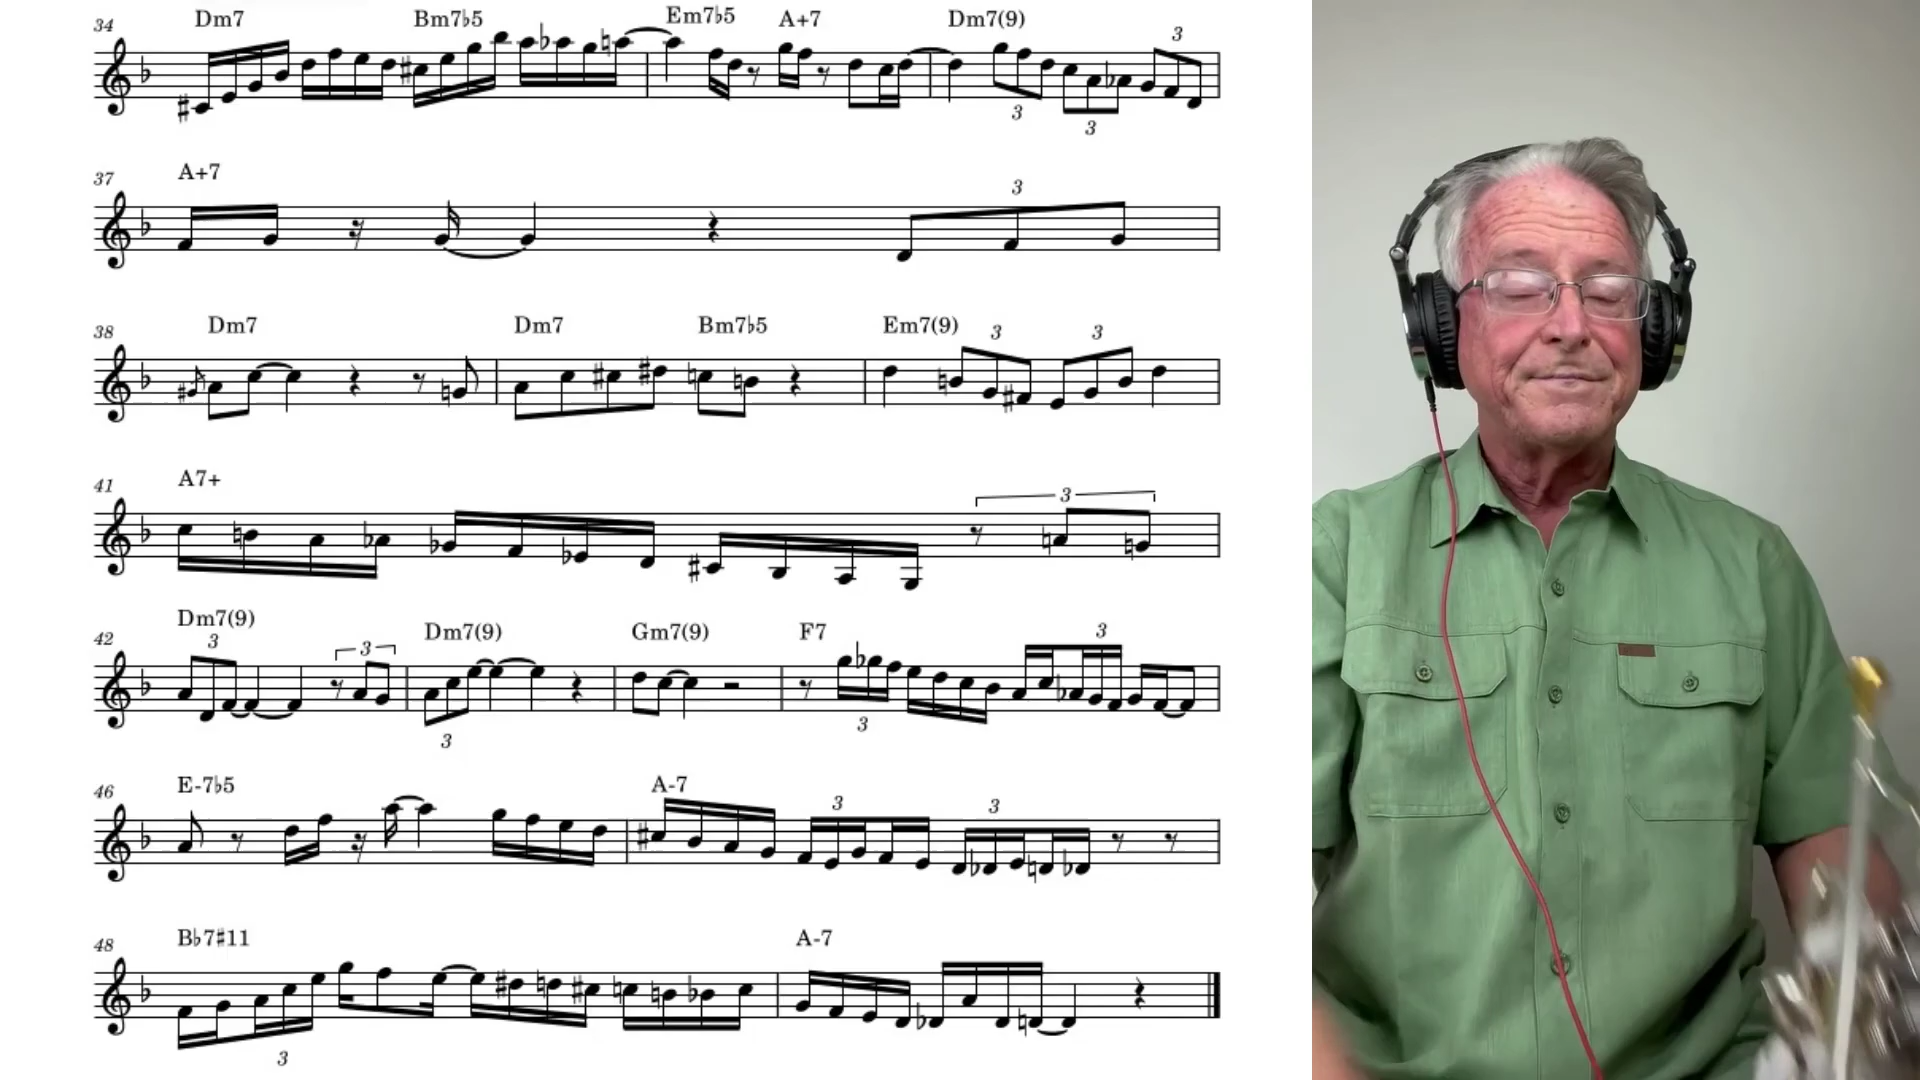 34 Dm7 Bm7♭5 Em7♭5 A+7 Dm7(9)
3
3 3
37 A+7
3
38 Dm7 Dm7 Bm7♭5 Em7(9) 3 3
41 A7+
3
42 Dm7(9) Dm7(9) Gm7(9) F7
3 3 3
3 3
46 E-7♭5 A-7
3 3
48 B♭7♯11 A-7
3